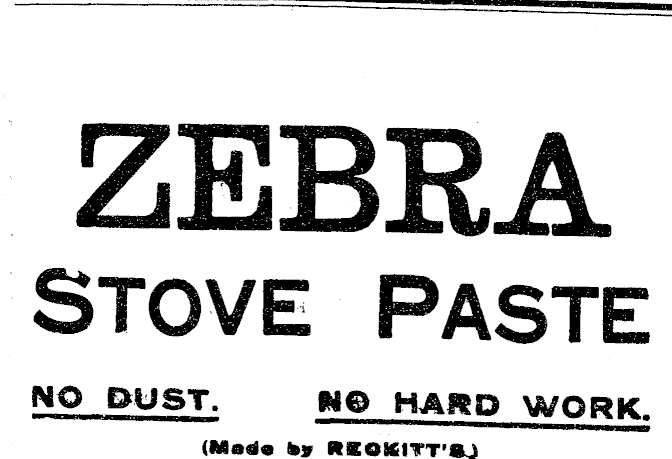 ZEBRA
STOVE PASTE
NO DUST. NO HARD WORK.
(Made by RECKITT'S.)